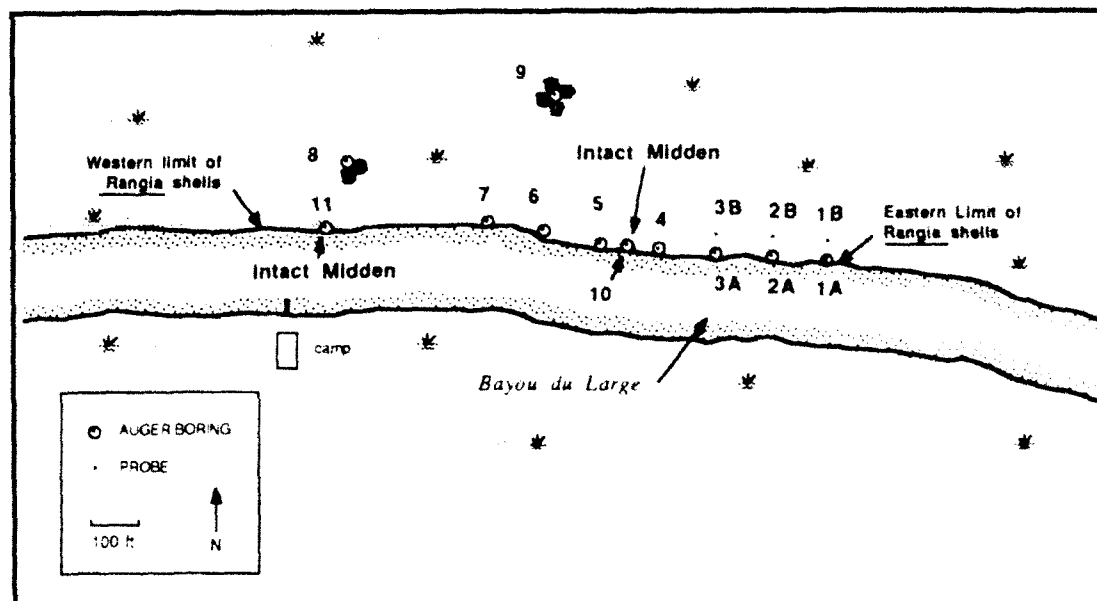 9
Intact Midden
8
Western limit of
Rangia shells
11
7
6
5
4
3B
2B
1B
Eastern Limit of
Rangia shells
Intact Midden
10
3A
2A
1A
camp
Bayou du Large
AUGER BORING
PROBE
100 ft
N